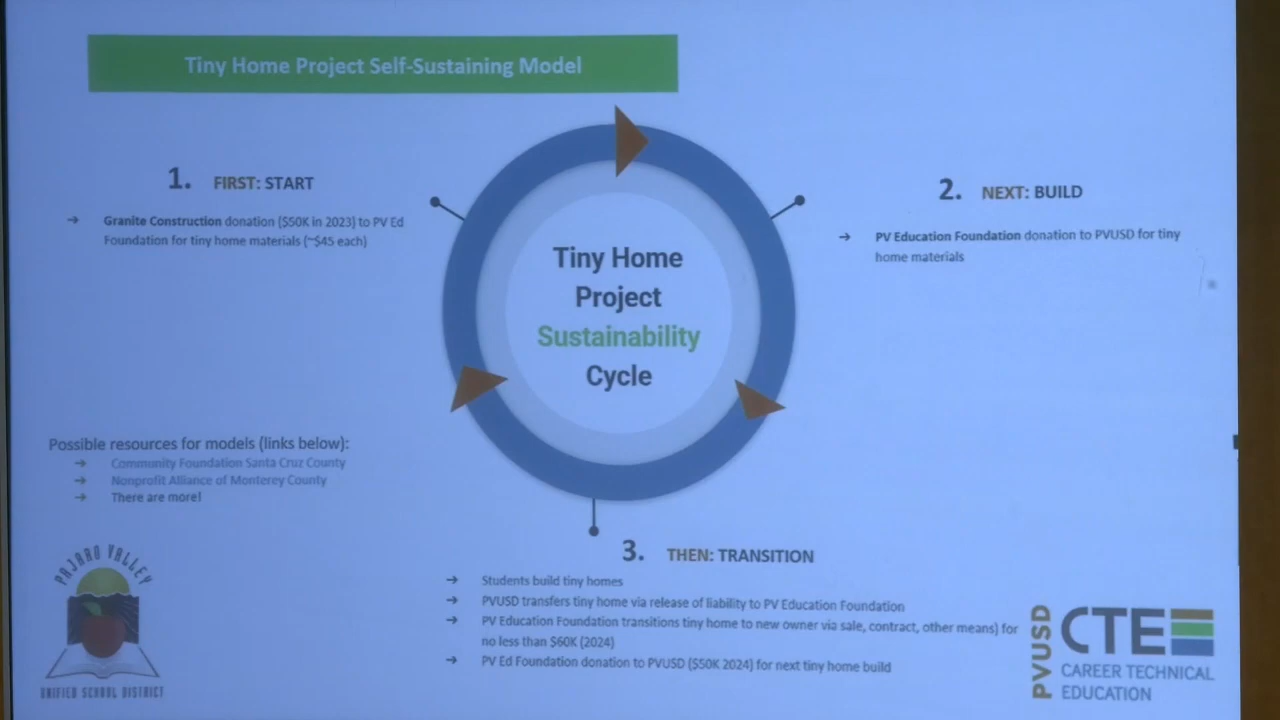 Tiny Home Project Self-Sustaining Model
1. FIRST: START
→ Granite Construction donation ($50K in 2023) to PV Ed
Foundation for tiny home materials (~$45 each)
2. NEXT: BUILD
→ PV Education Foundation donation to PVUSD for tiny
home materials
Tiny Home
Project
Sustainability
Cycle
Possible resources for models (links below):
→ Community Foundation Santa Cruz County
→ Nonprofit Alliance of Monterey County
→ There are more!
3. THEN: TRANSITION
→ Students build tiny homes
→ PVUSD transfers tiny home via release of liability to PV Education Foundation
→ PV Education Foundation transitions tiny home to new owner via sale, contract, other means) for
no less than $60K (2024)
→ PV Ed Foundation donation to PVUSD ($50K 2024) for next tiny home build
PAJARO VALLEY
UNIFIED SCHOOL DISTRICT
PVUSD
CTE
CAREER TECHNICAL
EDUCATION